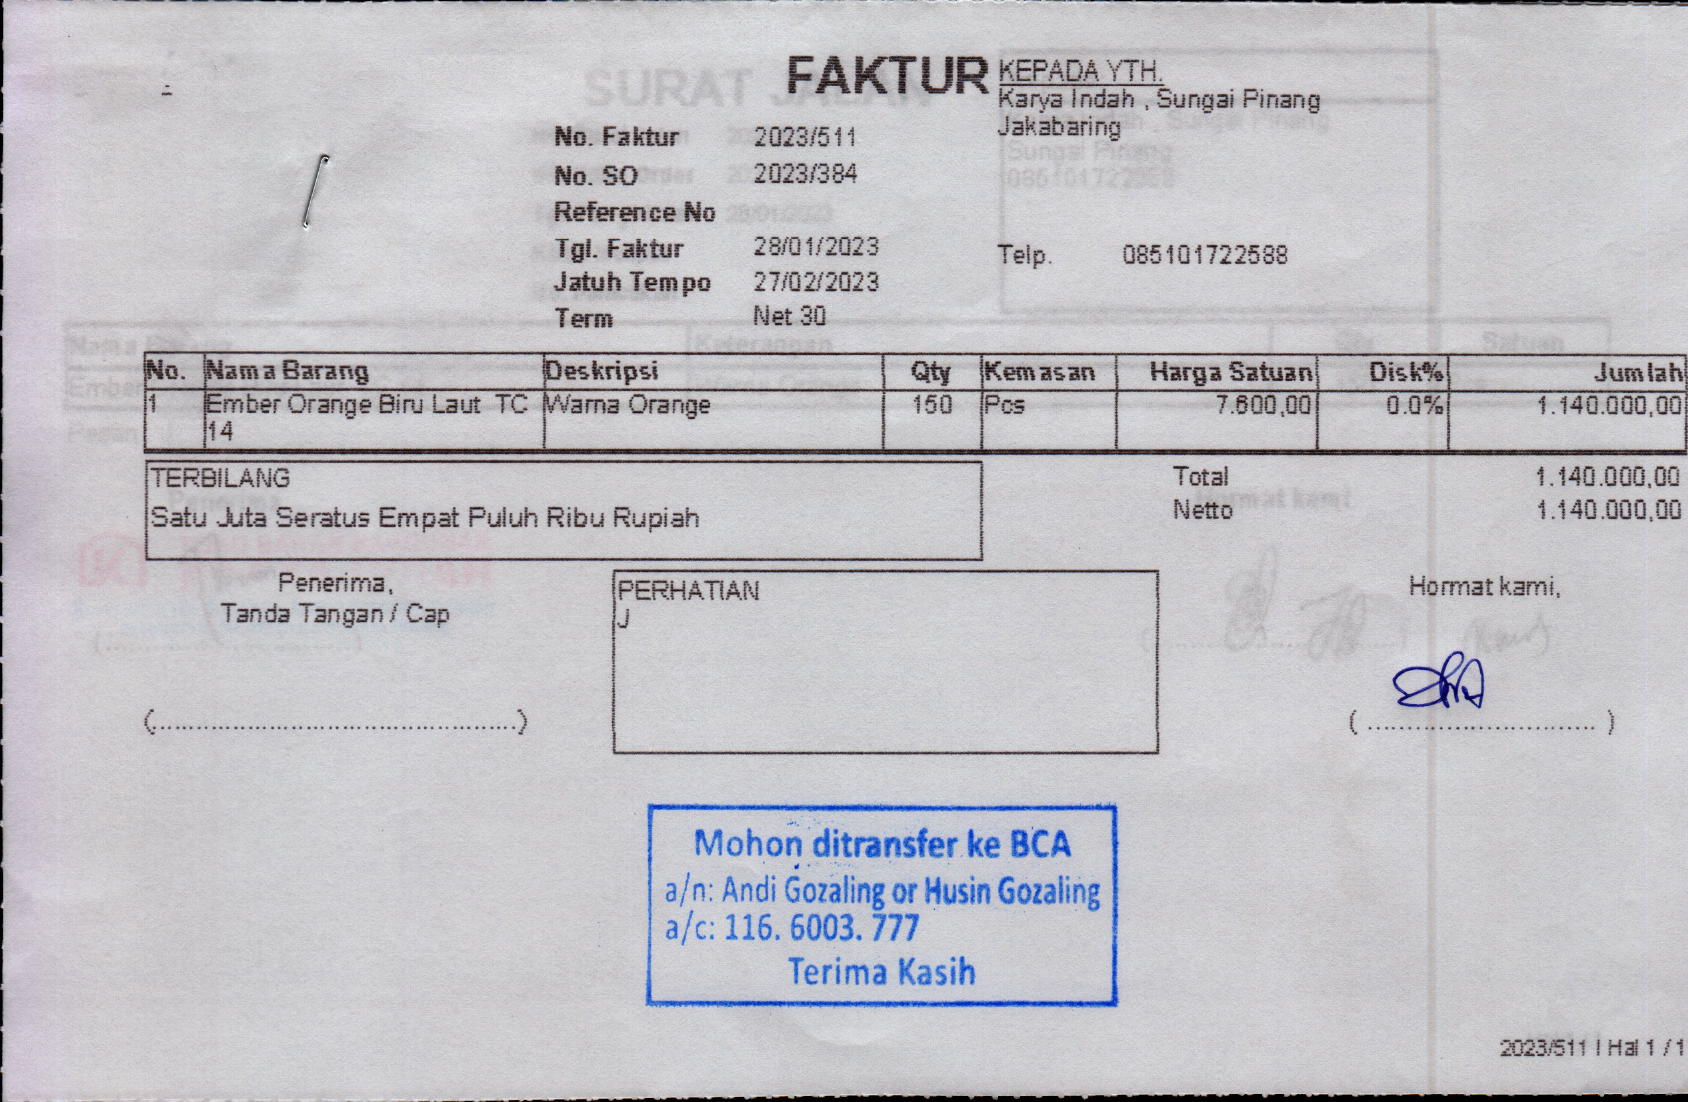 FAKTUR
KEPADA YTH.
Karya Indah , Sungai Pinang
Jakabaring
No. Faktur 2023/511
No. SO 2023/384
Reference No
Tgl. Faktur 28/01/2023
Telp. 085101722588
Jatuh Tempo 27/02/2023
Term Net 30
No. Nama Barang Deskripsi Qty Kemasan Harga Satuan Disk% Jumlah
1 Ember Orange Biru Laut TC Warna Orange 150 Pcs 7.600,00 0.0% 1.140.000,00
14
TERBILANG
Satu Juta Seratus Empat Puluh Ribu Rupiah
Total 1.140.000,00
Netto 1.140.000,00
Penerima,
Tanda Tangan / Cap
PERHATIAN
J
Hormat kami,
(..............................................)
( ............................. )
Mohon ditransfer ke BCA
a/n: Andi Gozaling or Husin Gozaling
a/c: 116. 6003. 777
Terima Kasih
2023/511 | Hal 1 / 1